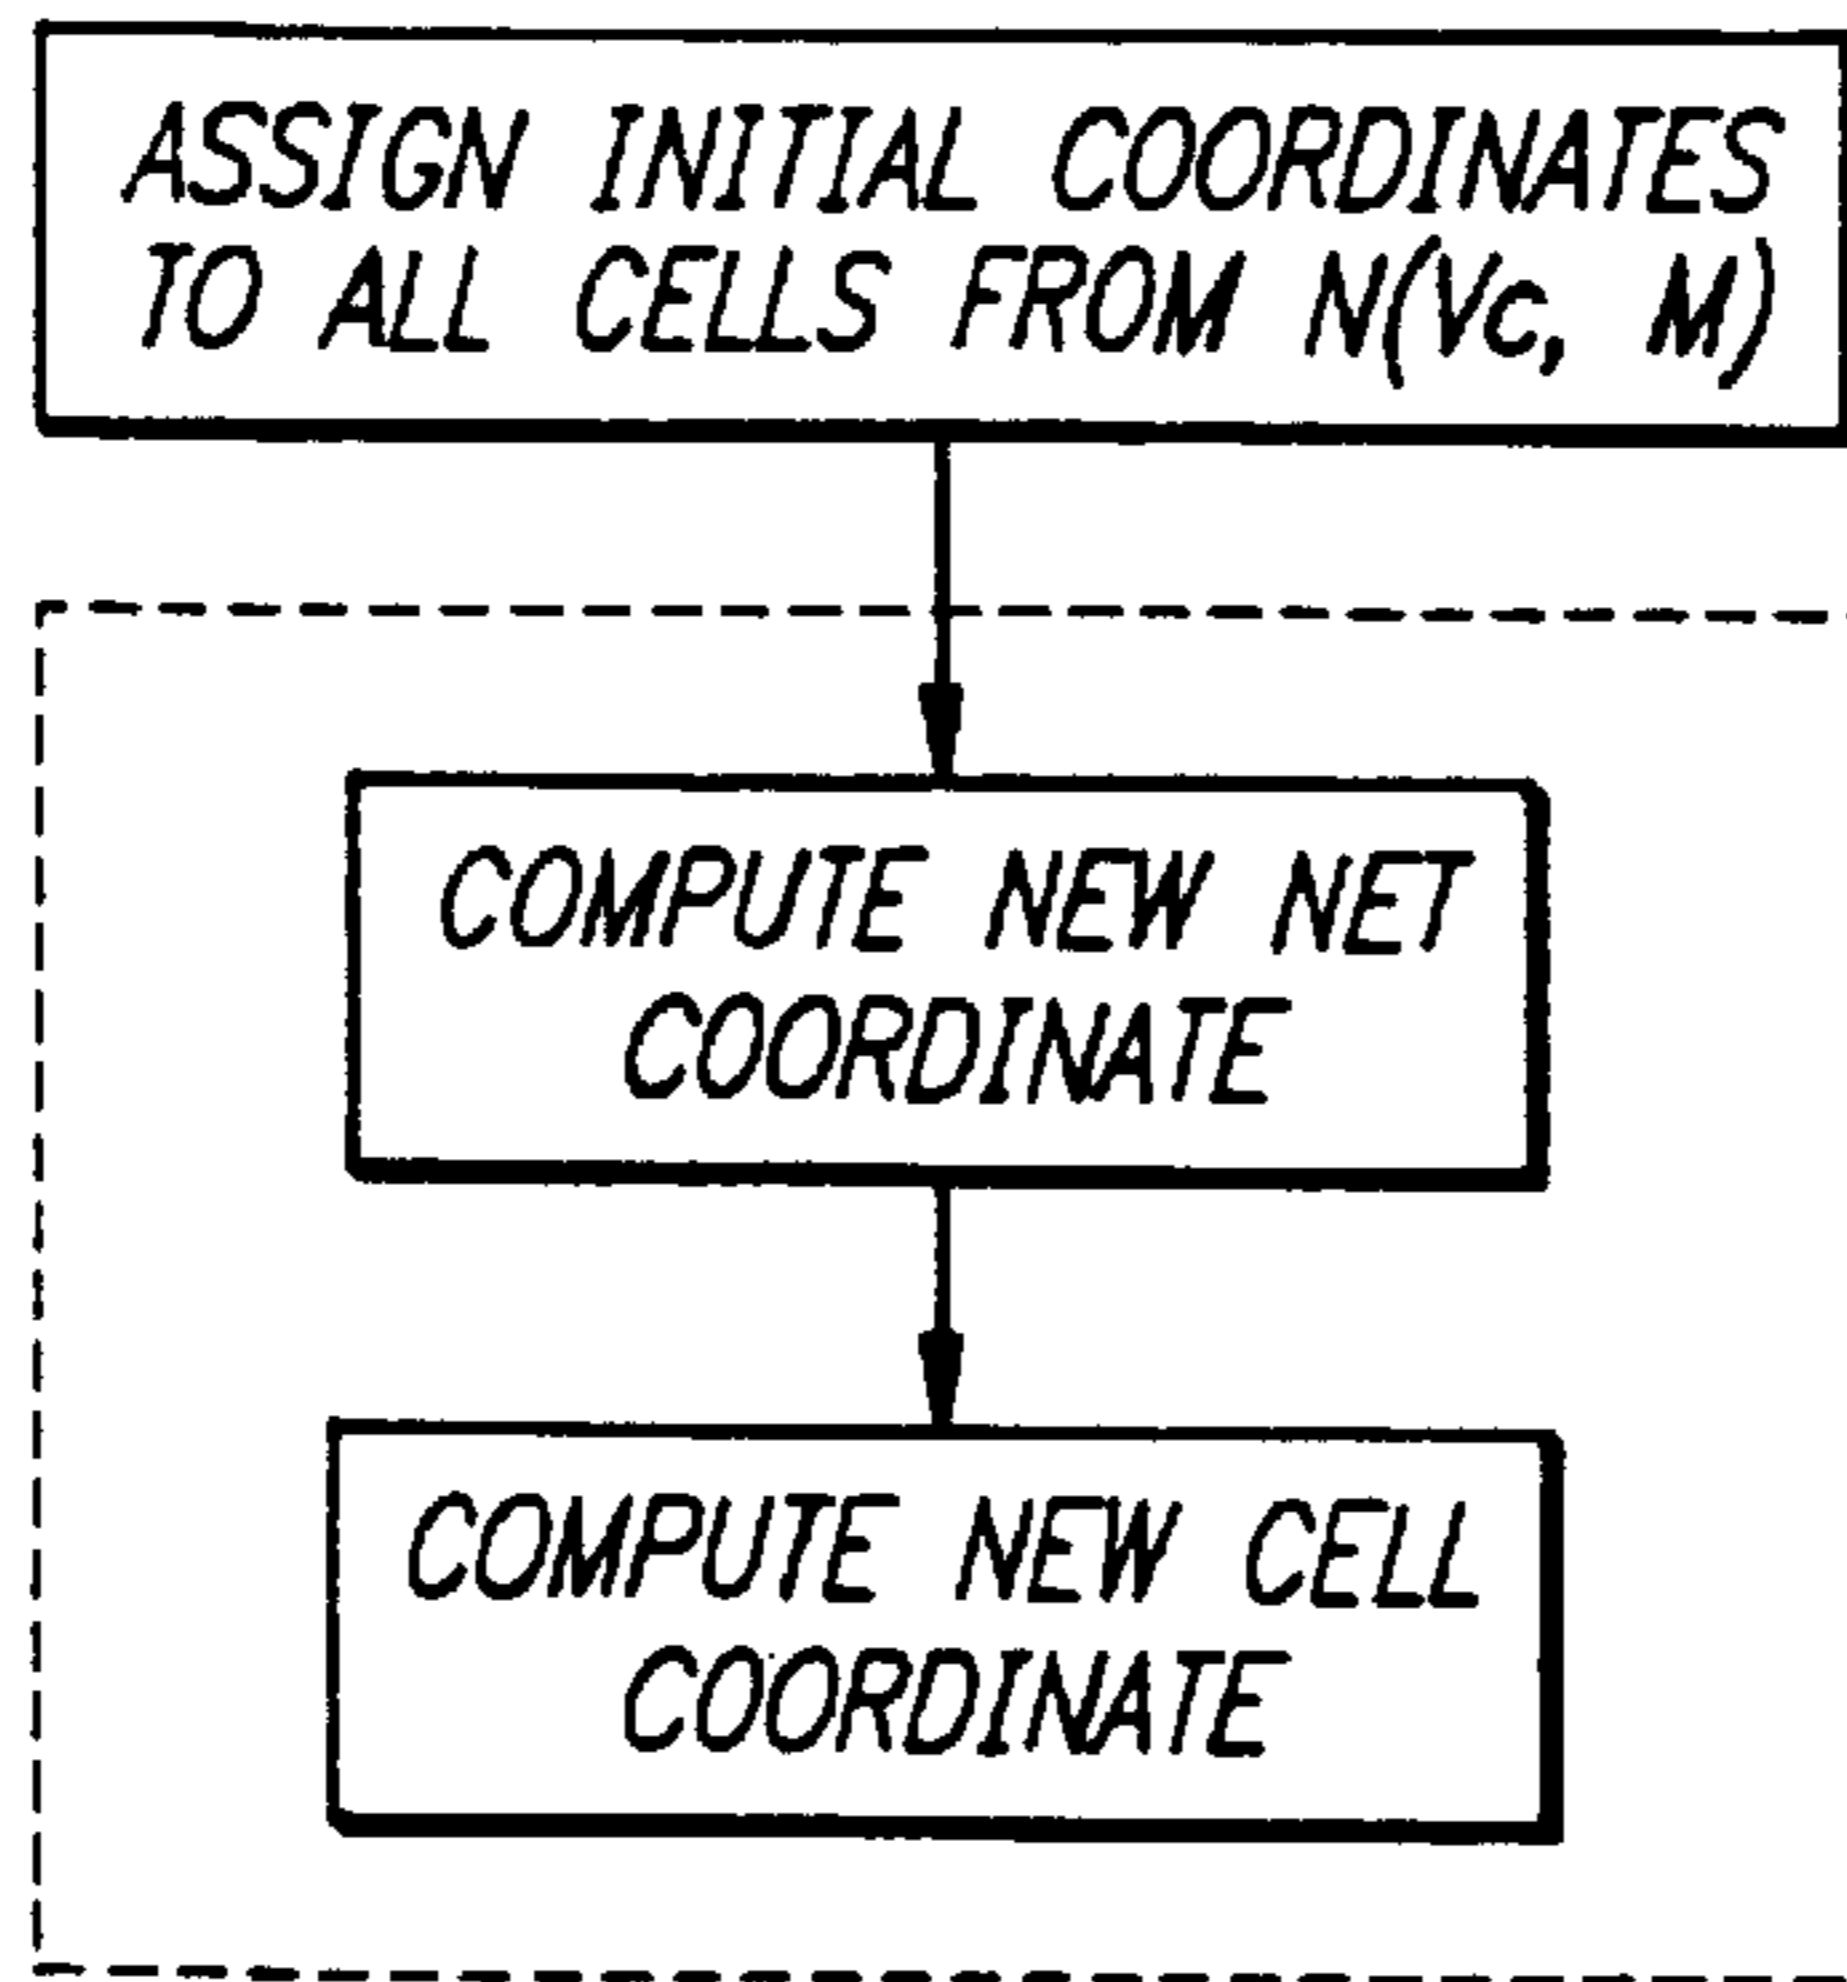 ASSIGN INITIAL COORDINATES
TO ALL CELLS FROM N(Vc, M)
COMPUTE NEW NET
COORDINATE
COMPUTE NEW CELL
COORDINATE